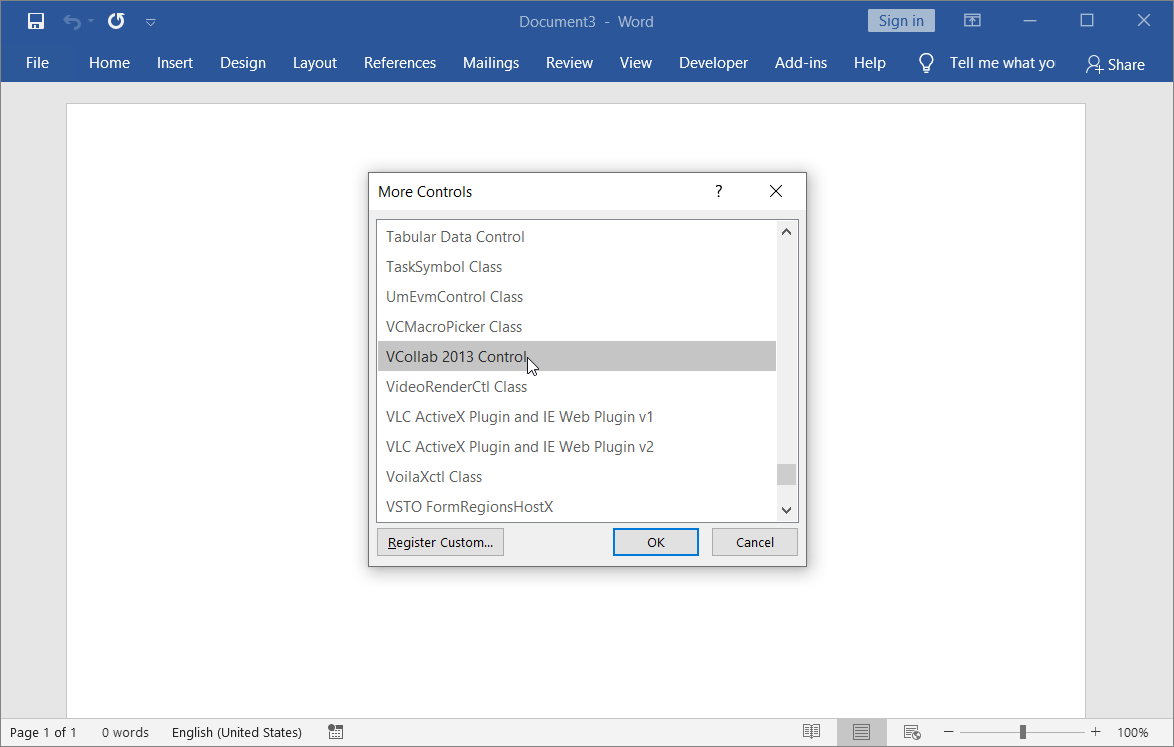 Document3 - Word
Sign in
File Home Insert Design Layout References Mailings Review View Developer Add-ins Help Tell me what yo Share
More Controls ?
Tabular Data Control
TaskSymbol Class
UmEvmControl Class
VCMacroPicker Class
VCollab 2013 Control
VideoRenderCtl Class
VLC ActiveX Plugin and IE Web Plugin v1
VLC ActiveX Plugin and IE Web Plugin v2
VoilaXctl Class
VSTO FormRegionsHostX
Register Custom... OK Cancel
Page 1 of 1 0 words English (United States) 100%